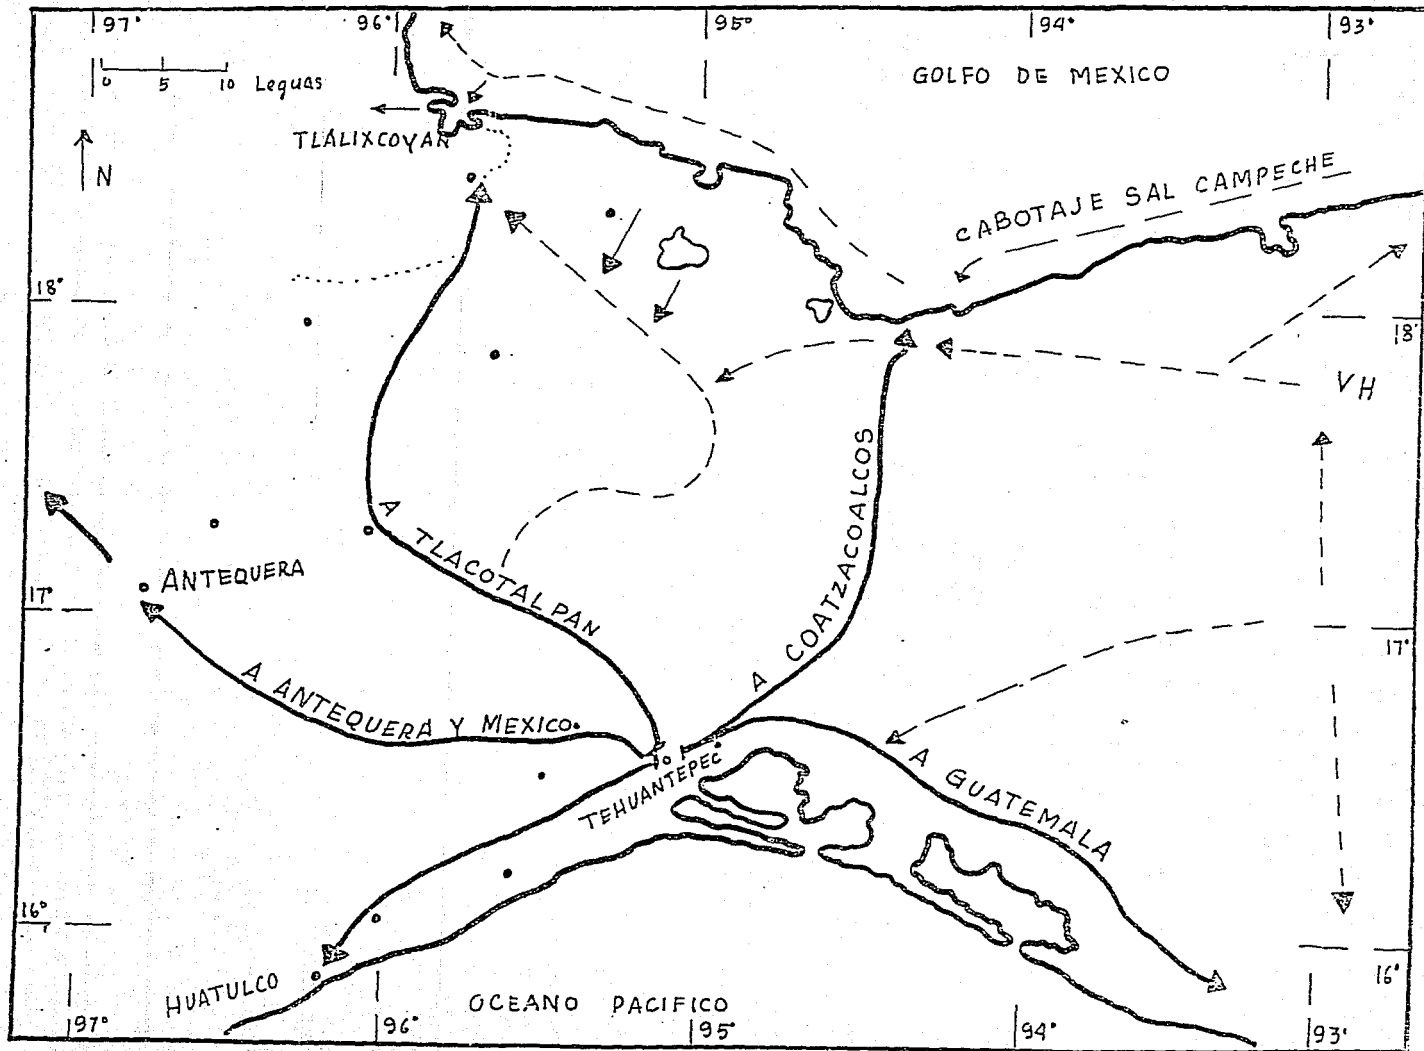 97°
96°
95°
94°
93°
0 5 10 Leguas
GOLFO DE MEXICO
TLALIXCOYAN
N
CABOTAJE SAL CAMPECHE
18°
18°
VH
A TLACOTALPAN
A COATZACOALCOS
ANTEQUERA
17°
17°
A ANTEQUERA Y MEXICO
TEHUANTEPEC
A GUATEMALA
16°
16°
HUATULCO
OCEANO PACIFICO
97°
96°
95°
94°
93°